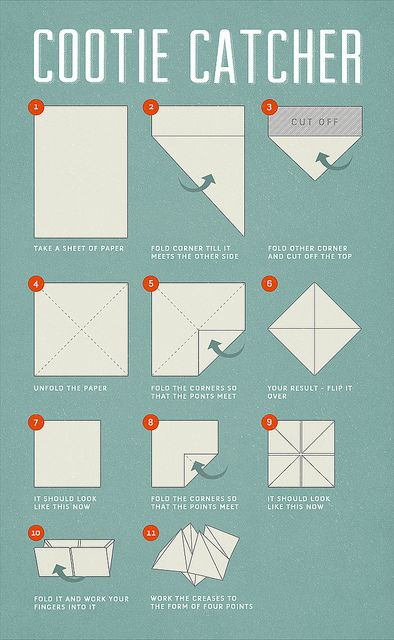 COOTIE CATCHER
1
TAKE A SHEET OF PAPER
2
FOLD CORNER TILL IT
MEETS THE OTHER SIDE
3
CUT OFF
FOLD OTHER CORNER
AND CUT OFF THE TOP
4
UNFOLD THE PAPER
5
FOLD THE CORNERS SO
THAT THE PONTS MEET
6
YOUR RESULT - FLIP IT
OVER
7
IT SHOULD LOOK
LIKE THIS NOW
8
FOLD THE CORNERS SO
THAT THE POINTS MEET
9
IT SHOULD LOOK
LIKE THIS NOW
10
FOLD IT AND WORK YOUR
FINGERS INTO IT
11
WORK THE CREASES TO
THE FORM OF FOUR POINTS